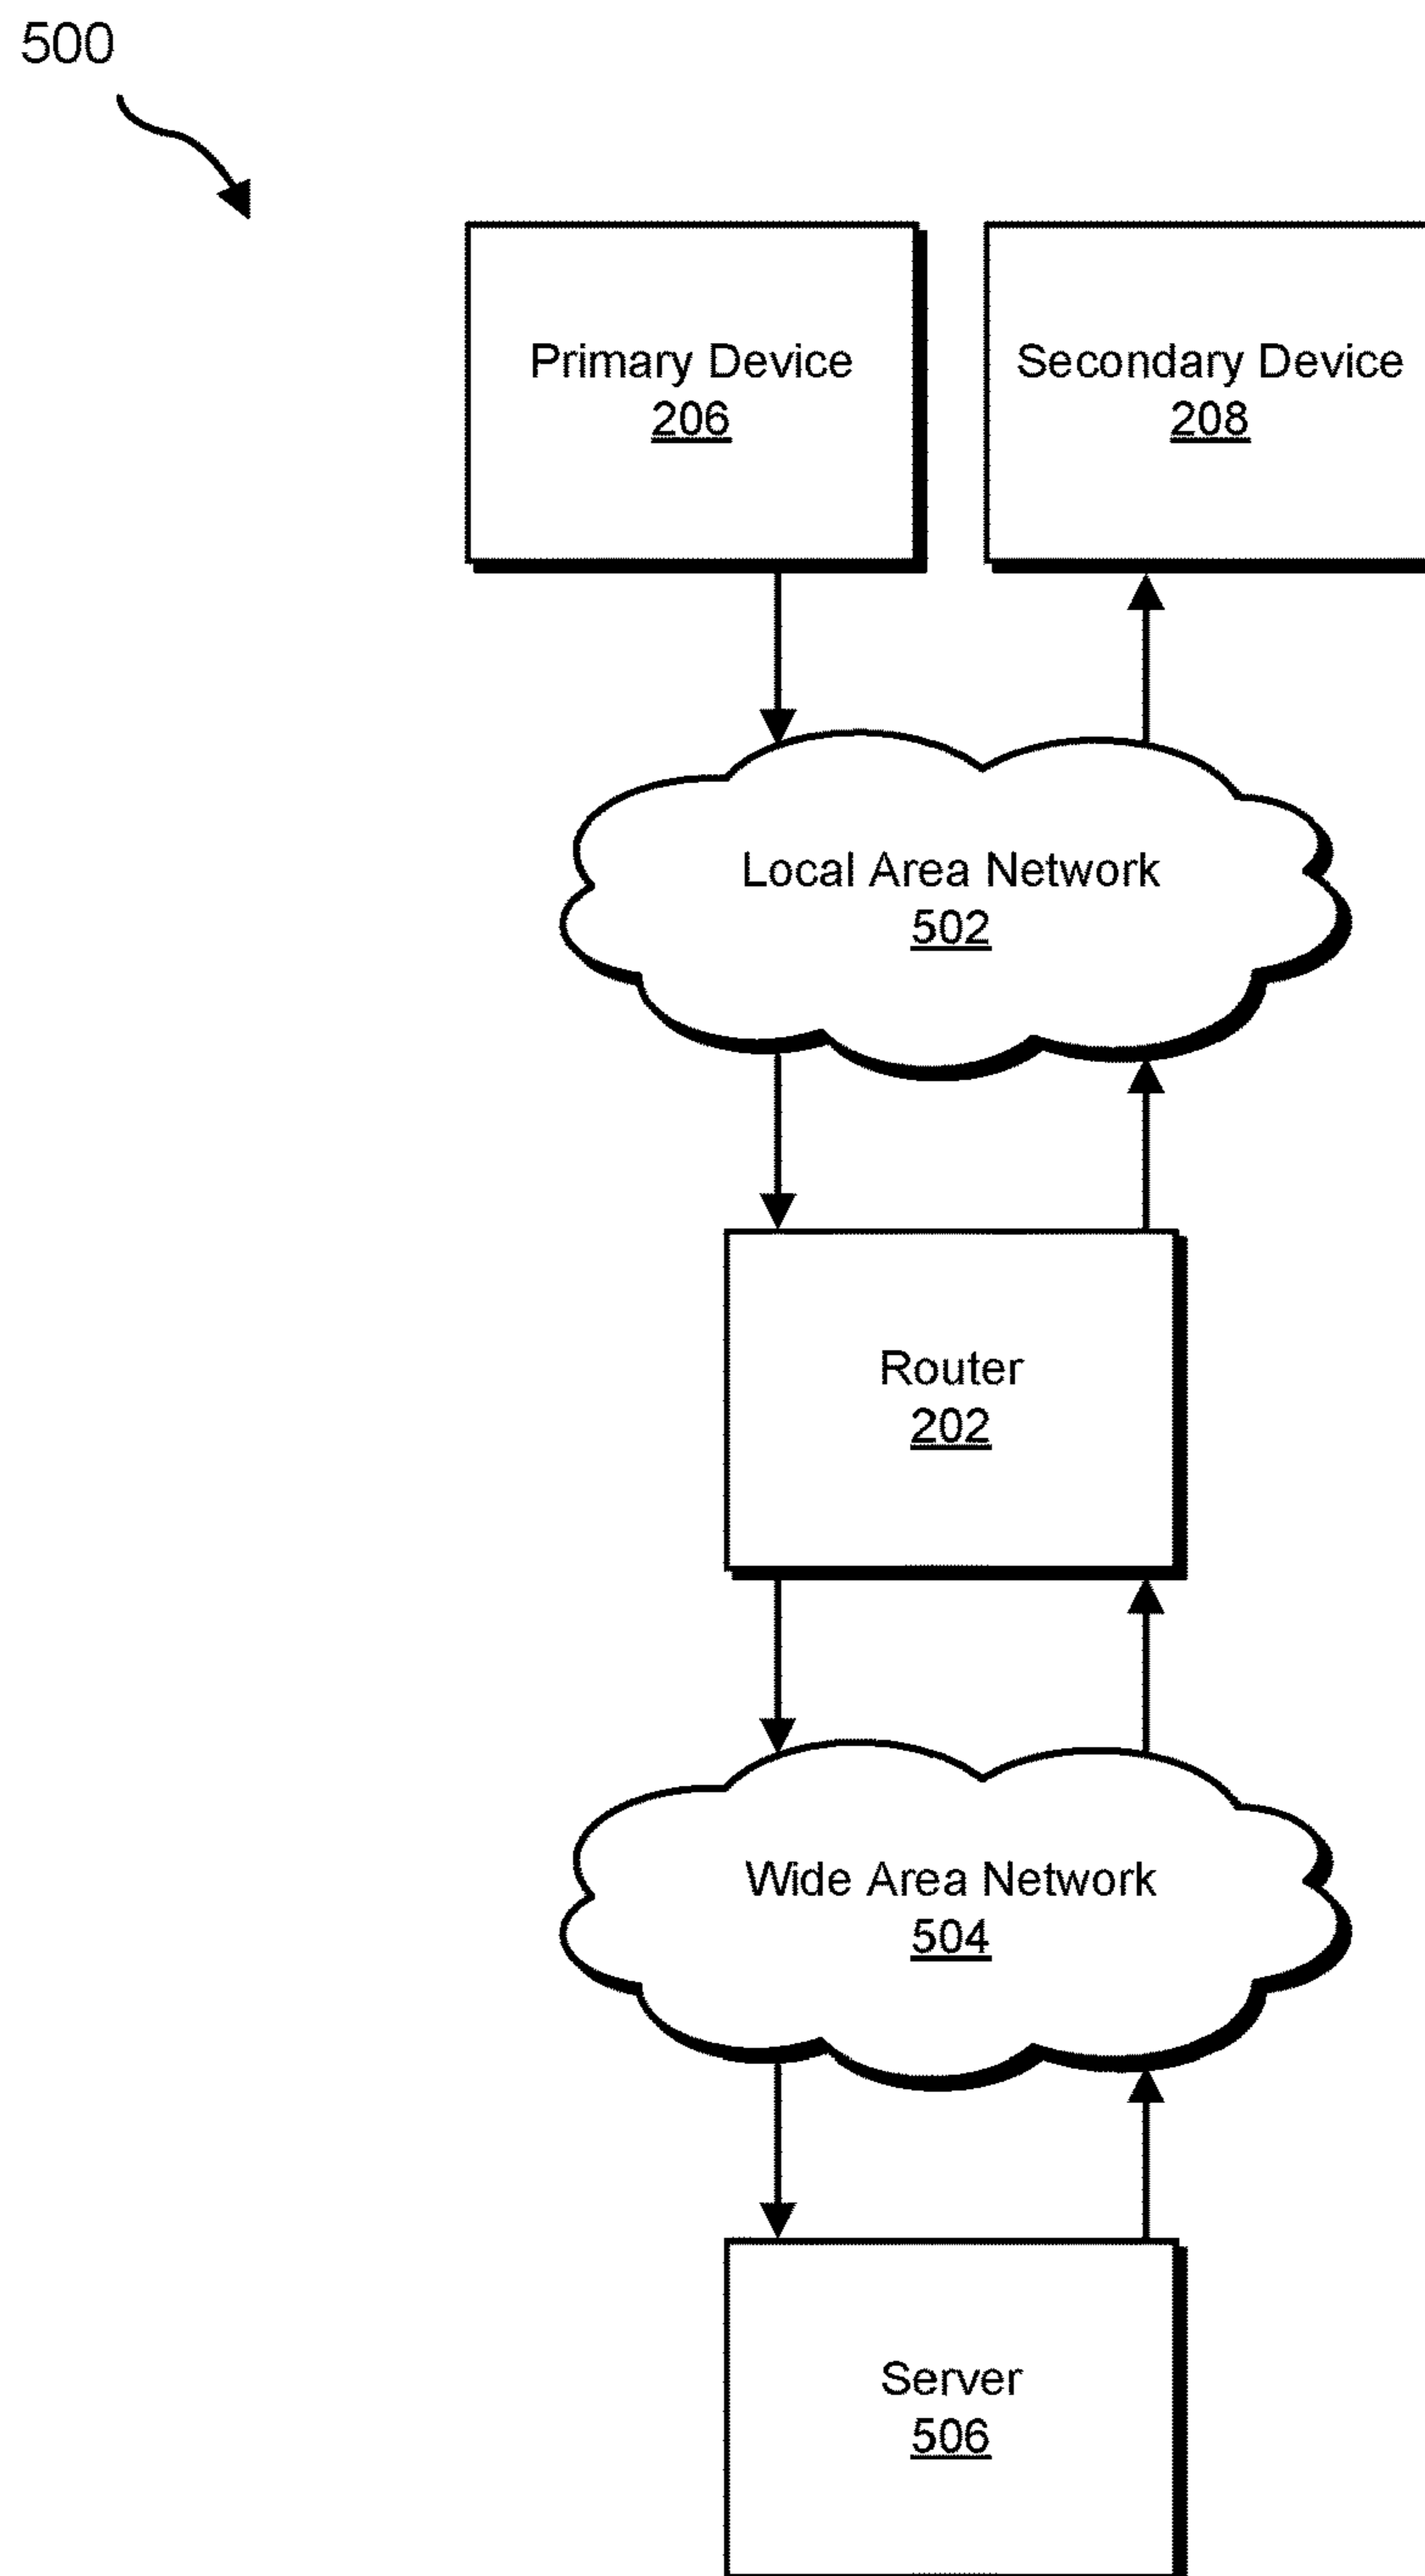 500
Primary Device
206
Secondary Device
208
Local Area Network
502
Router
202
Wide Area Network
504
Server
506